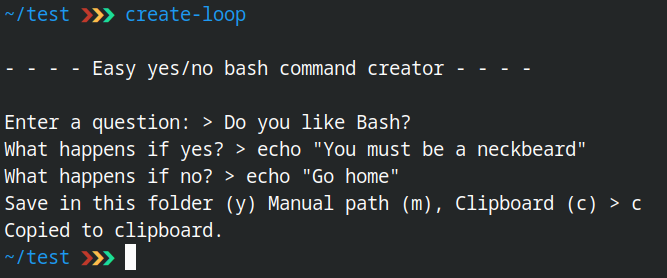 ~/test ❯❯❯ create-loop
- - - - Easy yes/no bash command creator - - - -
Enter a question: > Do you like Bash?
What happens if yes? > echo "You must be a neckbeard"
What happens if no? > echo "Go home"
Save in this folder (y) Manual path (m), Clipboard (c) > c
Copied to clipboard.
~/test ❯❯❯